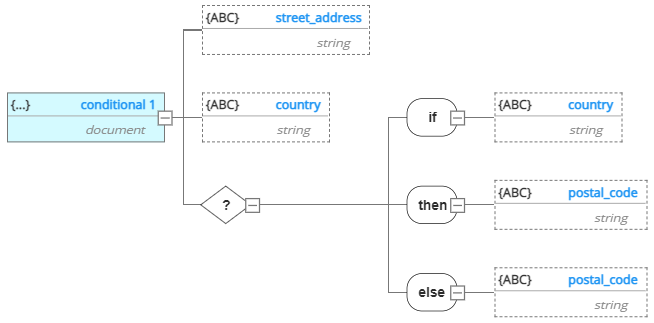 {ABC} street_address
string
{...} conditional 1
document
{ABC} country
string
?
if
{ABC} country
string
then
{ABC} postal_code
string
else
{ABC} postal_code
string